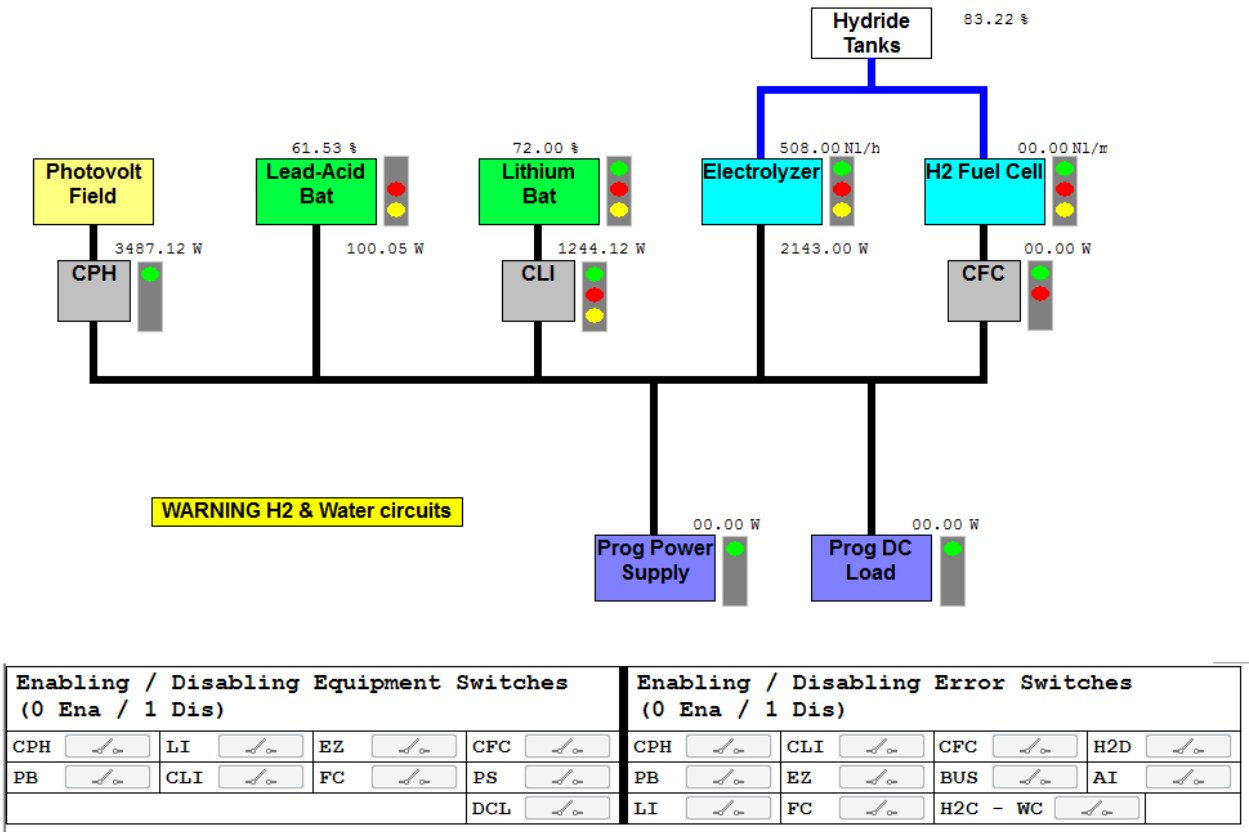 Hydride
Tanks
83.22 %
61.53 %
72.00 %
508.00 Nl/h
00.00 Nl/m
Photovolt
Field
Lead-Acid
Bat
Lithium
Bat
Electrolyzer
H2 Fuel Cell
3487.12 W
100.05 W
1244.12 W
2143.00 W
00.00 W
CPH
CLI
CFC
WARNING H2 & Water circuits
00.00 W
00.00 W
Prog Power
Supply
Prog DC
Load
Enabling / Disabling Equipment Switches
(0 Ena / 1 Dis)
CPH LI EZ CFC
PB CLI FC PS
DCL
Enabling / Disabling Error Switches
(0 Ena / 1 Dis)
CPH CLI CFC H2D
PB EZ BUS AI
LI FC H2C - WC